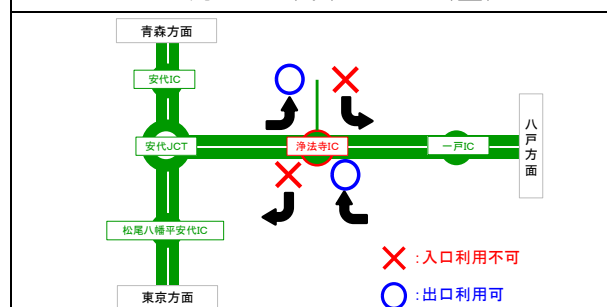 青森方面
安代IC
安代JCT
浄法寺IC
一戸IC
八戸方面
松尾八幡平安代IC
:入口利用不可
東京方面
:出口利用可